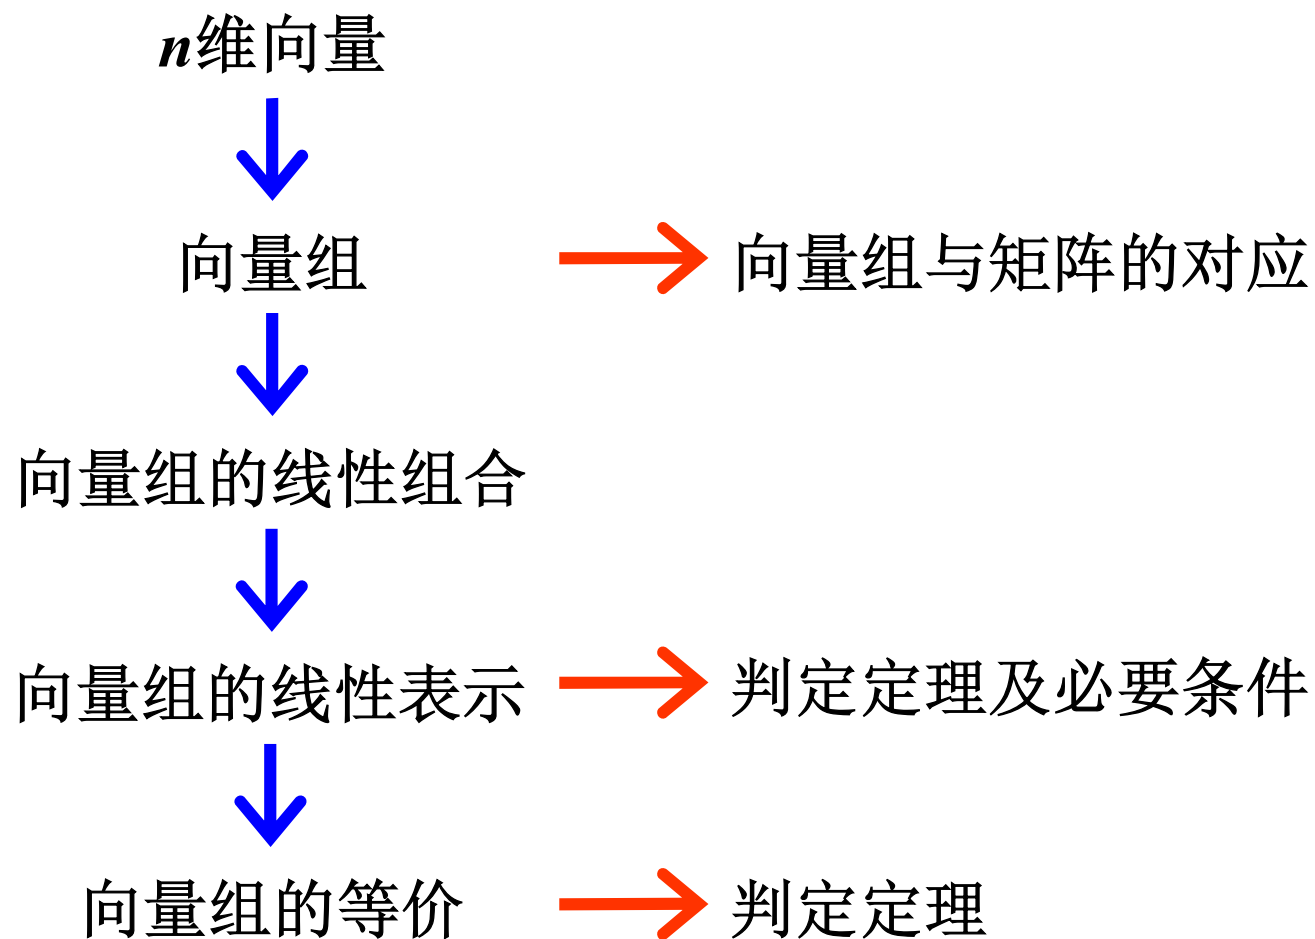 n维向量
向量组
向量组与矩阵的对应
向量组的线性组合
向量组的线性表示
判定定理及必要条件
向量组的等价
判定定理